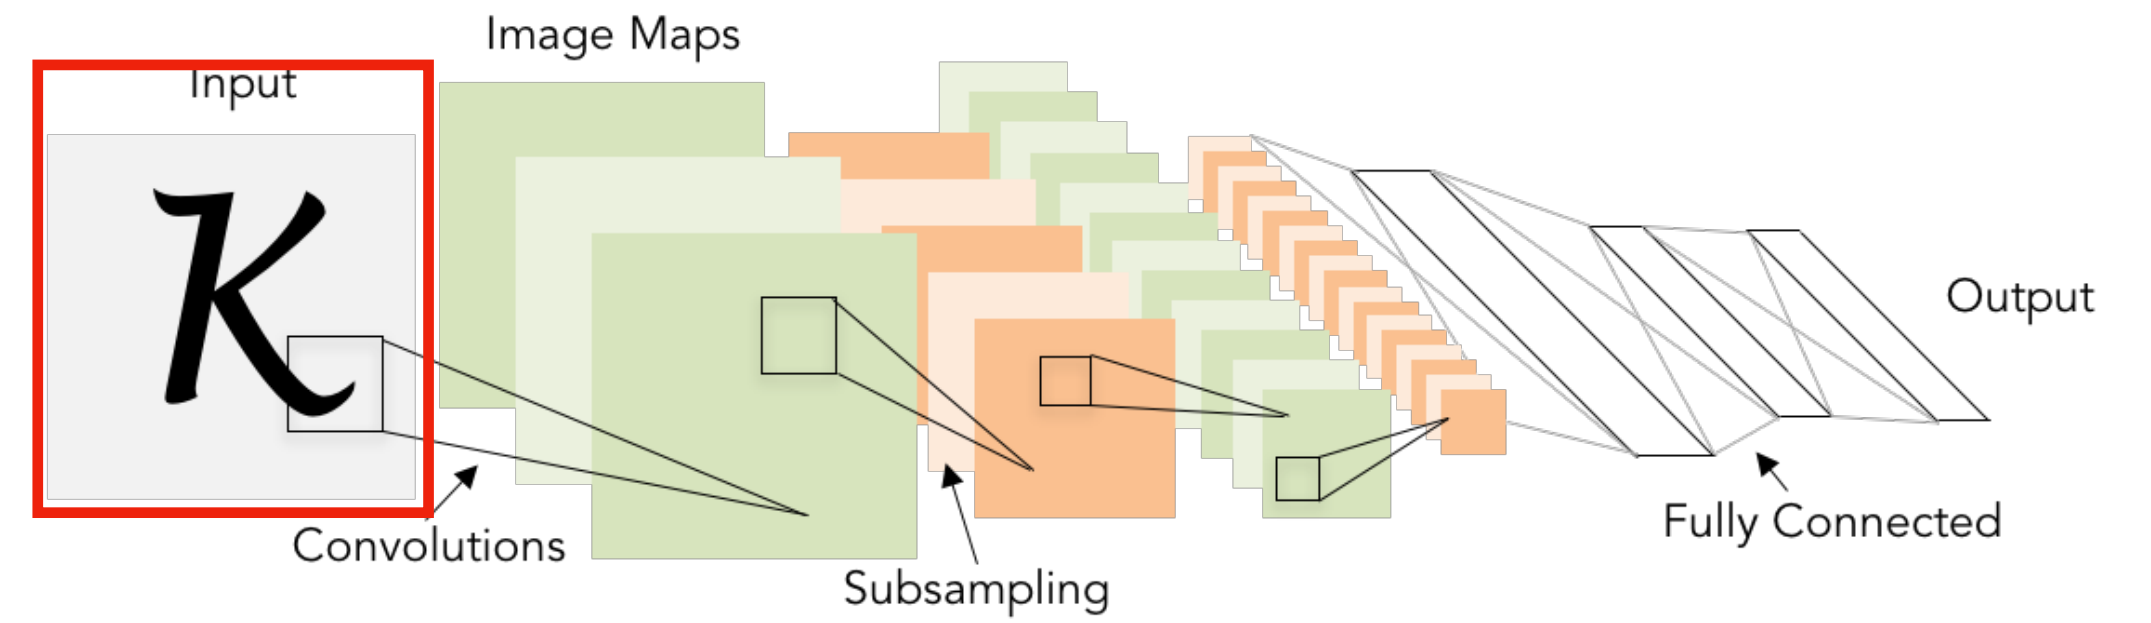 Image Maps
Input
K
Output
Convolutions
Subsampling
Fully Connected